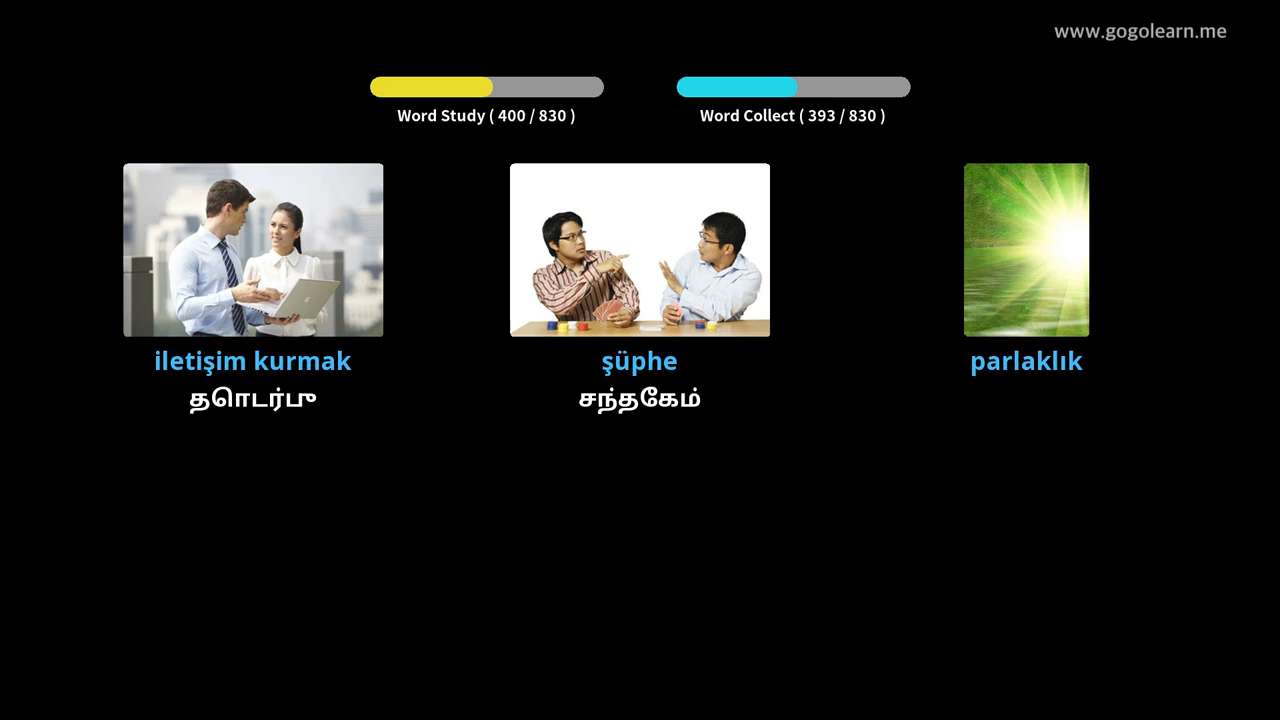 www.gogolearn.me
Word Study ( 400 / 830 )
Word Collect ( 393 / 830 )
iletişim kurmak
தொடர்பு
şüphe
சந்தகேம்
parlaklık